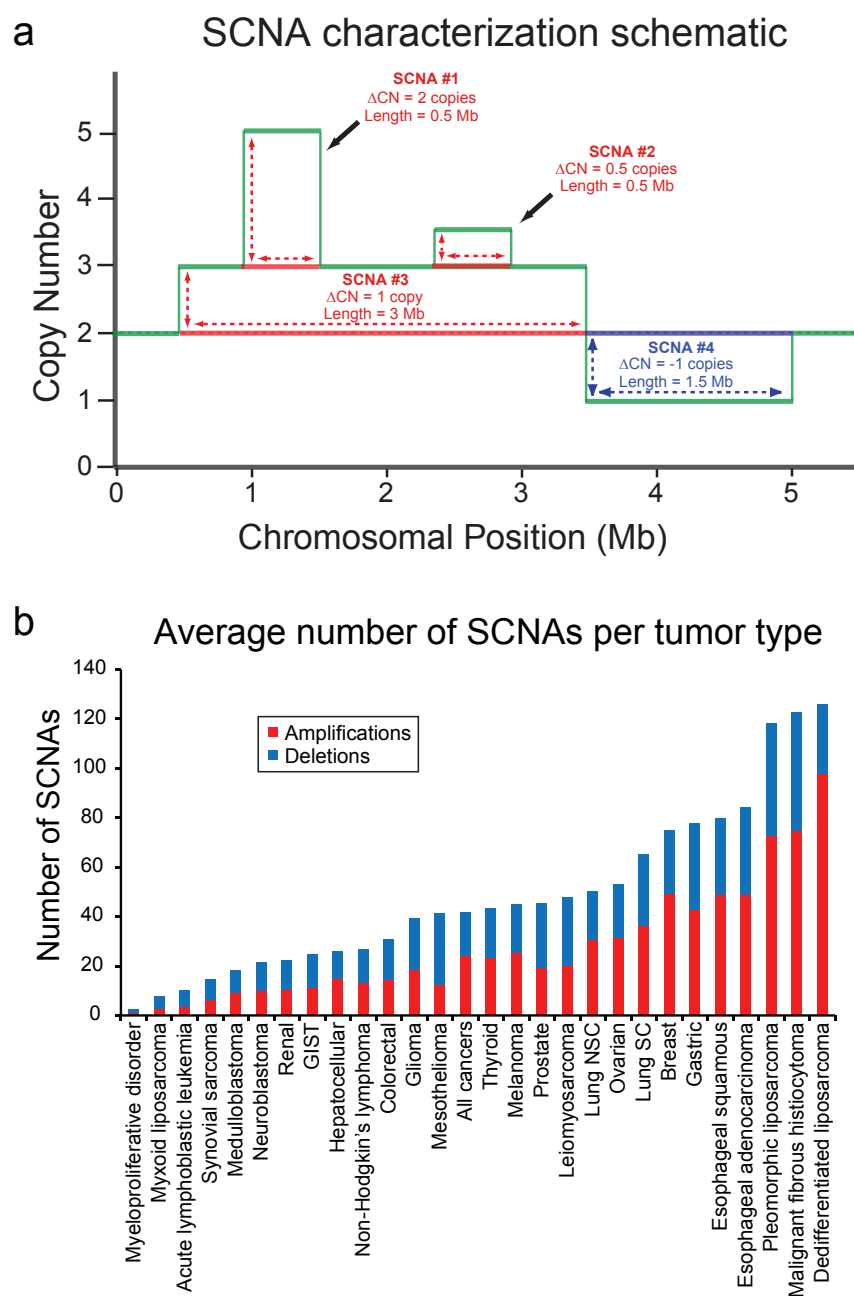 a
SCNA characterization schematic
SCNA #1
ΔCN = 2 copies
Length = 0.5 Mb
SCNA #2
ΔCN = 0.5 copies
Length = 0.5 Mb
SCNA #3
ΔCN = 1 copy
Length = 3 Mb
SCNA #4
ΔCN = -1 copies
Length = 1.5 Mb
Copy Number
5
4
3
2
1
0
0 1 2 3 4 5
Chromosomal Position (Mb)
b
Average number of SCNAs per tumor type
Number of SCNAs
140
120
100
80
60
40
20
0
Amplifications
Deletions
Myeloproliferative disorder
Myxoid liposarcoma
Acute lymphoblastic leukemia
Synovial sarcoma
Medulloblastoma
Neuroblastoma
Renal
GIST
Hepatocellular
Non-Hodgkin's lymphoma
Colorectal
Glioma
Mesothelioma
All cancers
Thyroid
Melanoma
Prostate
Leiomyosarcoma
Lung NSC
Ovarian
Lung SC
Breast
Gastric
Esophageal squamous
Esophageal adenocarcinoma
Pleomorphic liposarcoma
Malignant fibrous histiocytoma
Dedifferentiated liposarcoma